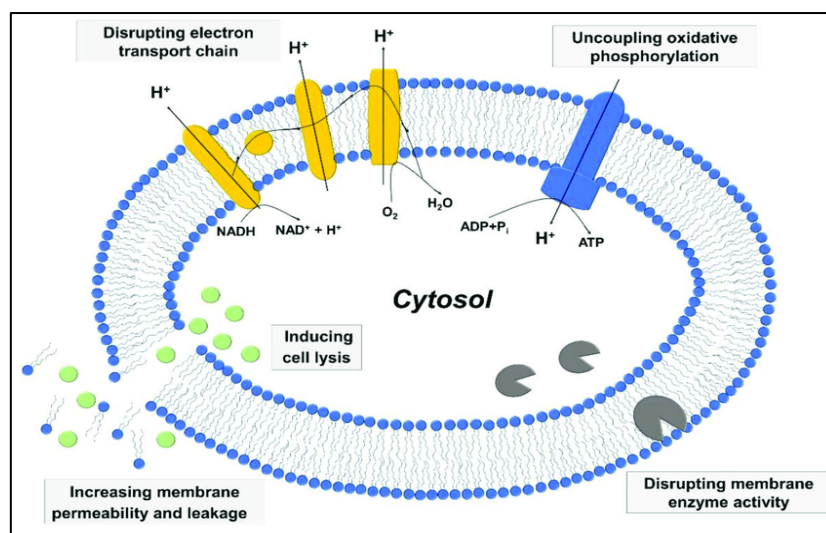 Disrupting electron
transport chain
H⁺
H⁺
H⁺
Uncoupling oxidative
phosphorylation
NADH
NAD⁺ + H⁺
O₂
H₂O
ADP+Pᵢ
H⁺
ATP
Cytosol
Inducing
cell lysis
Increasing membrane
permeability and leakage
Disrupting membrane
enzyme activity